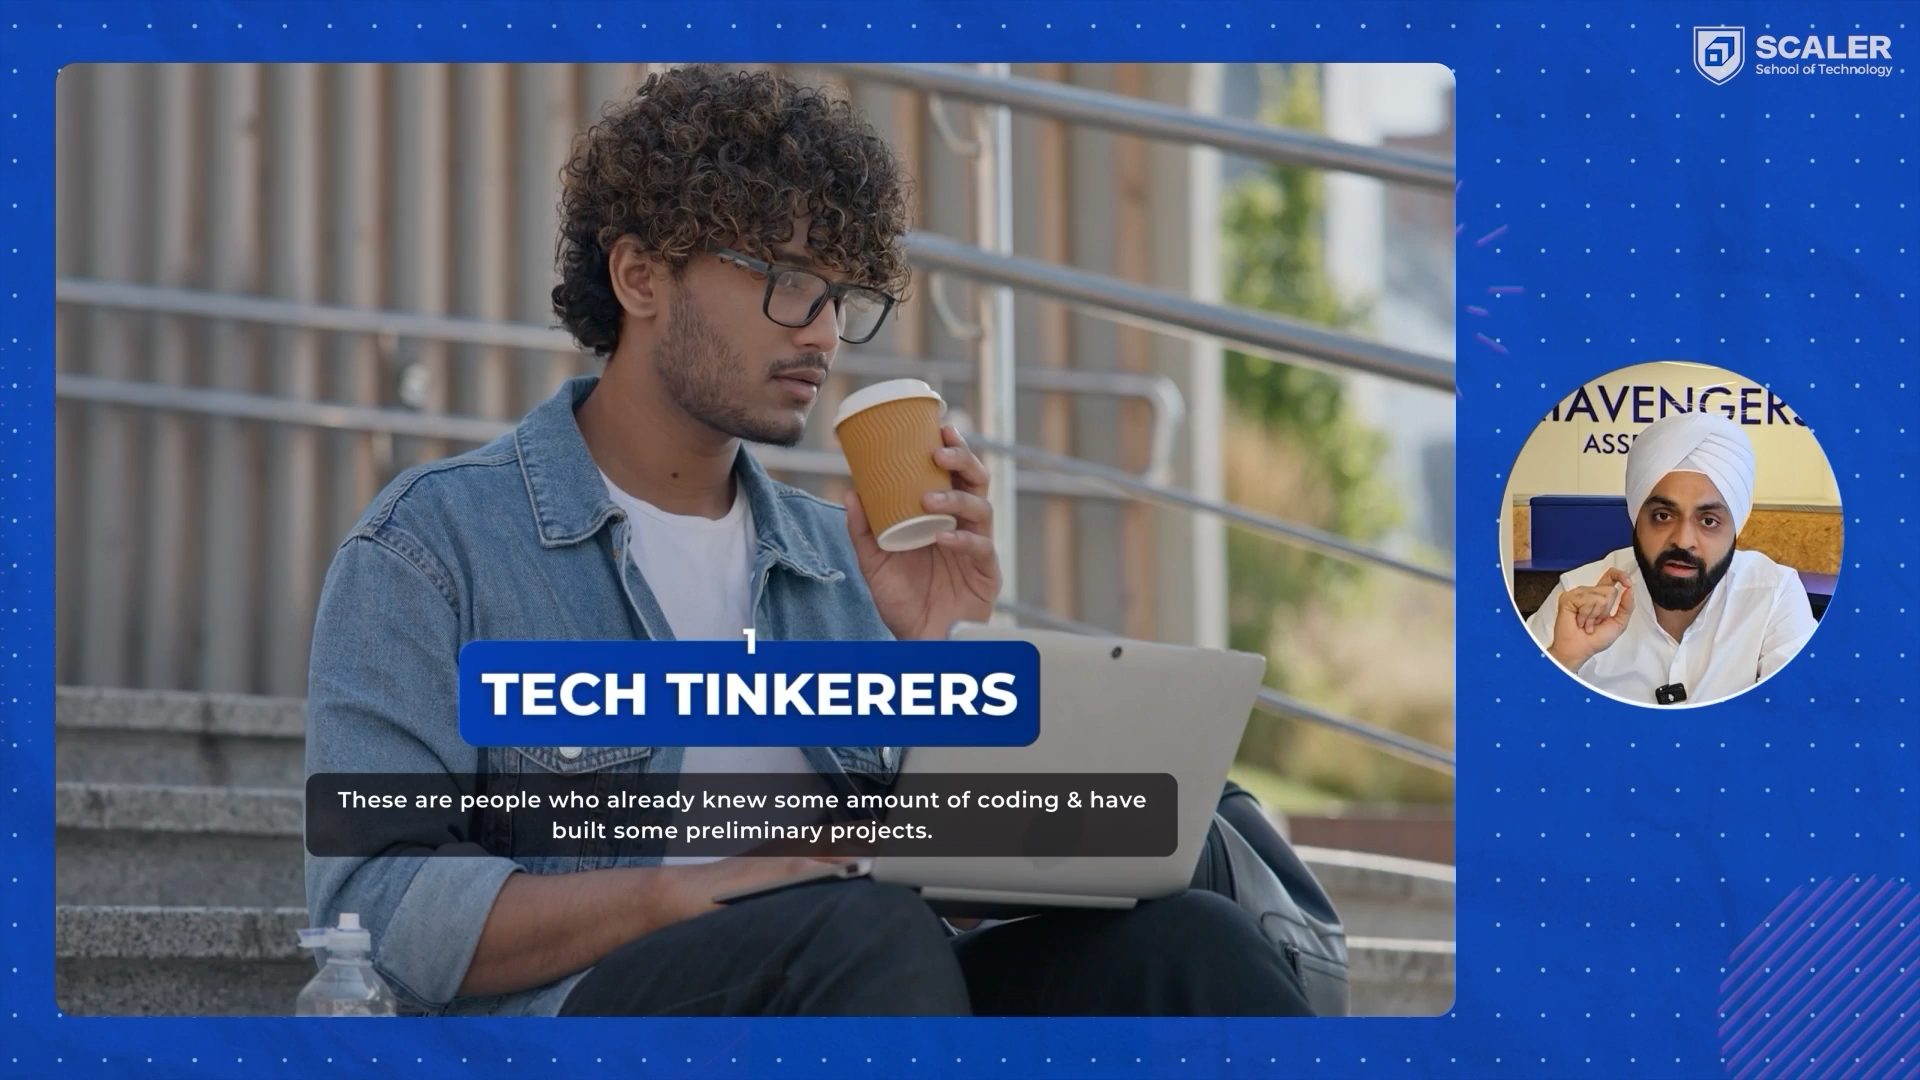 SCALER
School of Technology
AVENGERS
ASS
1
TECH TINKERERS
These are people who already knew some amount of coding & have
built some preliminary projects.